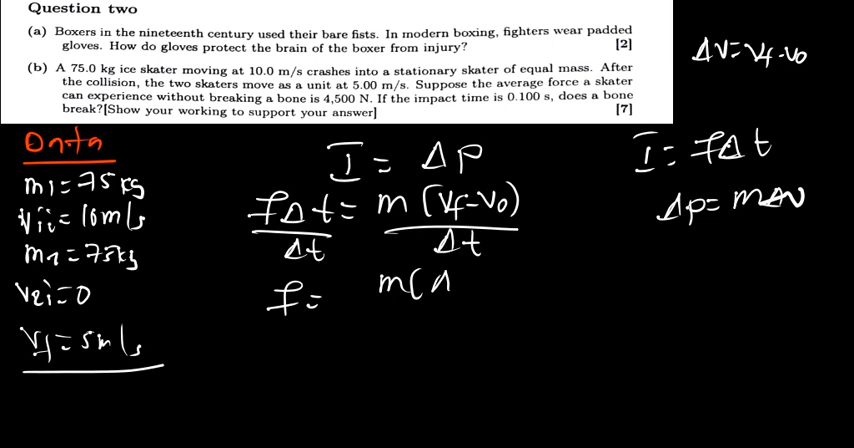 Question two
(a) Boxers in the nineteenth century used their bare fists. In modern boxing, fighters wear padded
gloves. How do gloves protect the brain of the boxer from injury? [2]
(b) A 75.0 kg ice skater moving at 10.0 m/s crashes into a stationary skater of equal mass. After
the collision, the two skaters move as a unit at 5.00 m/s. Suppose the average force a skater
can experience without breaking a bone is 4,500 N. If the impact time is 0.100 s, does a bone
break?[Show your working to support your answer] [7]
ΔV=Vf-V0
Data
m1=75kg
V1i=10m/s
m2=75kg
V2i=0
Vf=5m/s
I = ΔP
fΔt = m(Vf-V0)
Δt Δt
f= m(Δ
I = fΔt
ΔP=mΔV